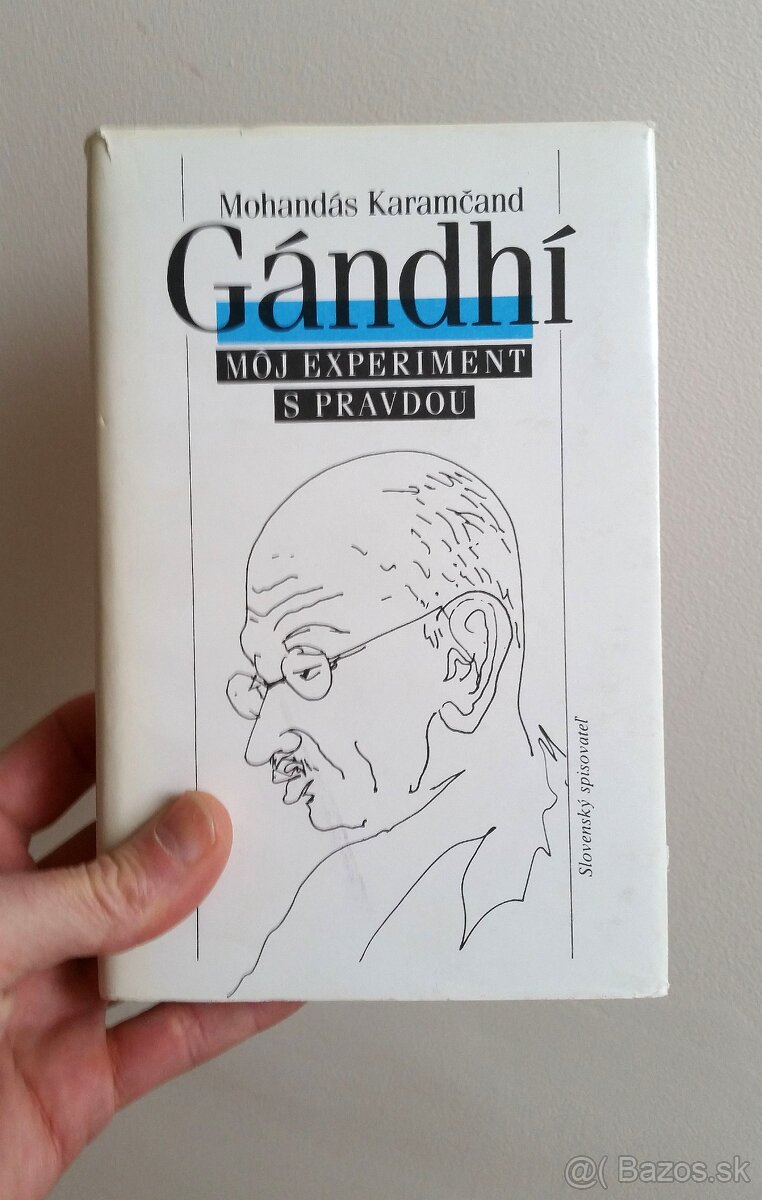 Mohandás Karamčand
Gándhí
MÔJ EXPERIMENT
S PRAVDOU
Slovenský spisovateľ
@( Bazos.sk